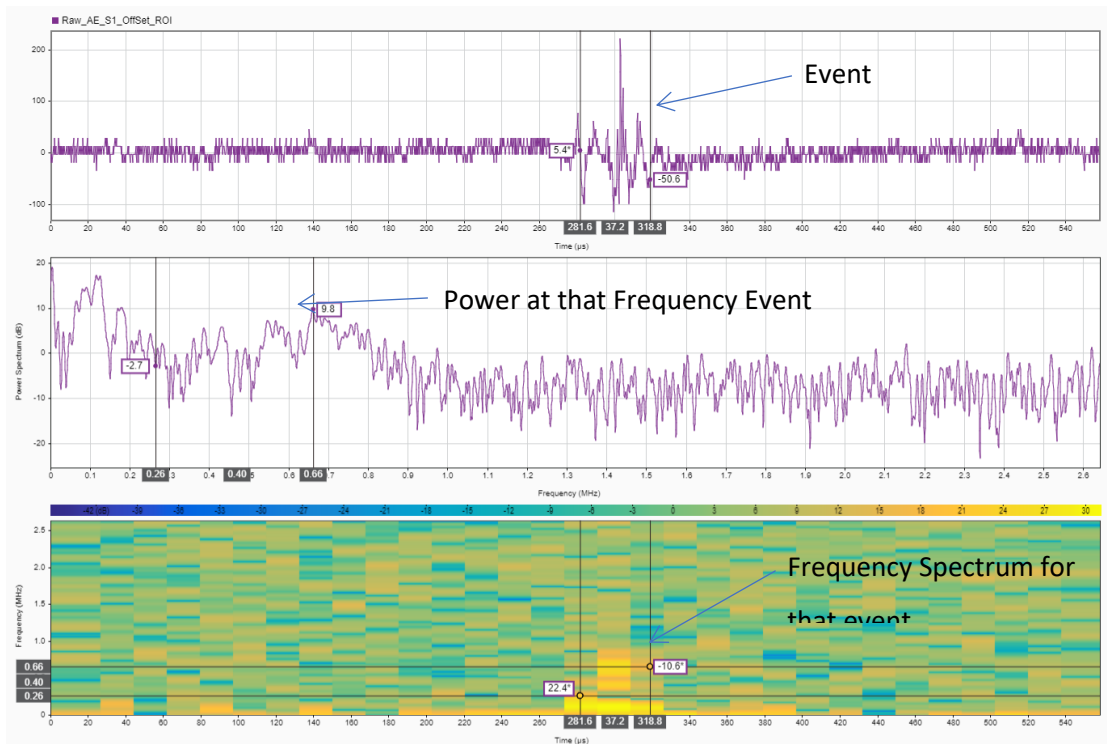 Raw_AE_S1_OffSet_ROI
200
100
0
-100
Event
5.4*
-50.6
0 20 40 60 80 100 120 140 160 180 200 220 240 260 281.6 37.2 318.8 340 360 380 400 420 440 460 480 500 520 540
Time (µs)
Power Spectrum (dB)
20
10
0
-10
-20
Power at that Frequency Event
9.8
-2.7
0 0.1 0.2 0.26 0.3 0.4 0.40 0.5 0.6 0.66 0.7 0.8 0.9 1.0 1.1 1.2 1.3 1.4 1.5 1.6 1.7 1.8 1.9 2.0 2.1 2.2 2.3 2.4 2.5 2.6
Frequency (MHz)
-42 (dB) -39 -36 -33 -30 -27 -24 -21 -18 -15 -12 -9 -6 -3 0 3 6 9 12 15 18 21 24 27 30
Frequency (MHz)
2.5
2.0
1.5
1.0
0.66
0.40
0.26
0
Frequency Spectrum for
that event
-10.6*
22.4*
0 20 40 60 80 100 120 140 160 180 200 220 240 260 281.6 37.2 318.8 340 360 380 400 420 440 460 480 500 520 540
Time (µs)